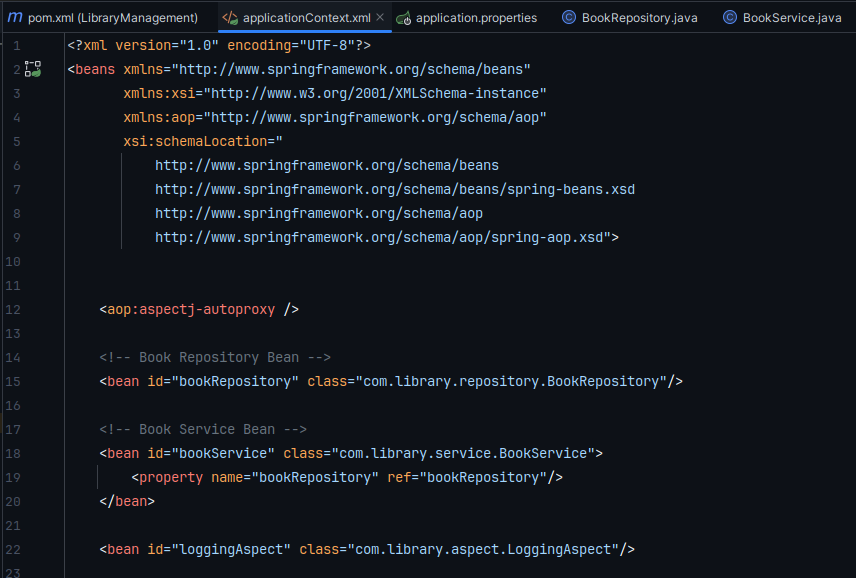 pom.xml (LibraryManagement) applicationContext.xml application.properties BookRepository.java BookService.java
1 <?xml version="1.0" encoding="UTF-8"?>
2 <beans xmlns="http://www.springframework.org/schema/beans"
3 xmlns:xsi="http://www.w3.org/2001/XMLSchema-instance"
4 xmlns:aop="http://www.springframework.org/schema/aop"
5 xsi:schemaLocation="
6 http://www.springframework.org/schema/beans
7 http://www.springframework.org/schema/beans/spring-beans.xsd
8 http://www.springframework.org/schema/aop
9 http://www.springframework.org/schema/aop/spring-aop.xsd">
10
11
12 <aop:aspectj-autoproxy />
13
14 <!-- Book Repository Bean -->
15 <bean id="bookRepository" class="com.library.repository.BookRepository"/>
16
17 <!-- Book Service Bean -->
18 <bean id="bookService" class="com.library.service.BookService">
19 <property name="bookRepository" ref="bookRepository"/>
20 </bean>
21
22 <bean id="loggingAspect" class="com.library.aspect.LoggingAspect"/>
23